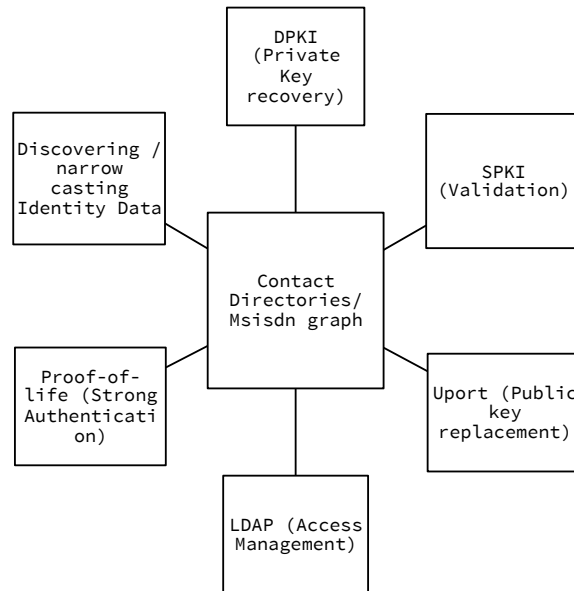 DPKI
(Private
Key
recovery)
Discovering /
narrow
casting
Identity Data
SPKI
(Validation)
Contact
Directories/
Msisdn graph
Proof-of-
life (Strong
Authenticati
on)
Uport (Public
key
replacement)
LDAP (Access
Management)